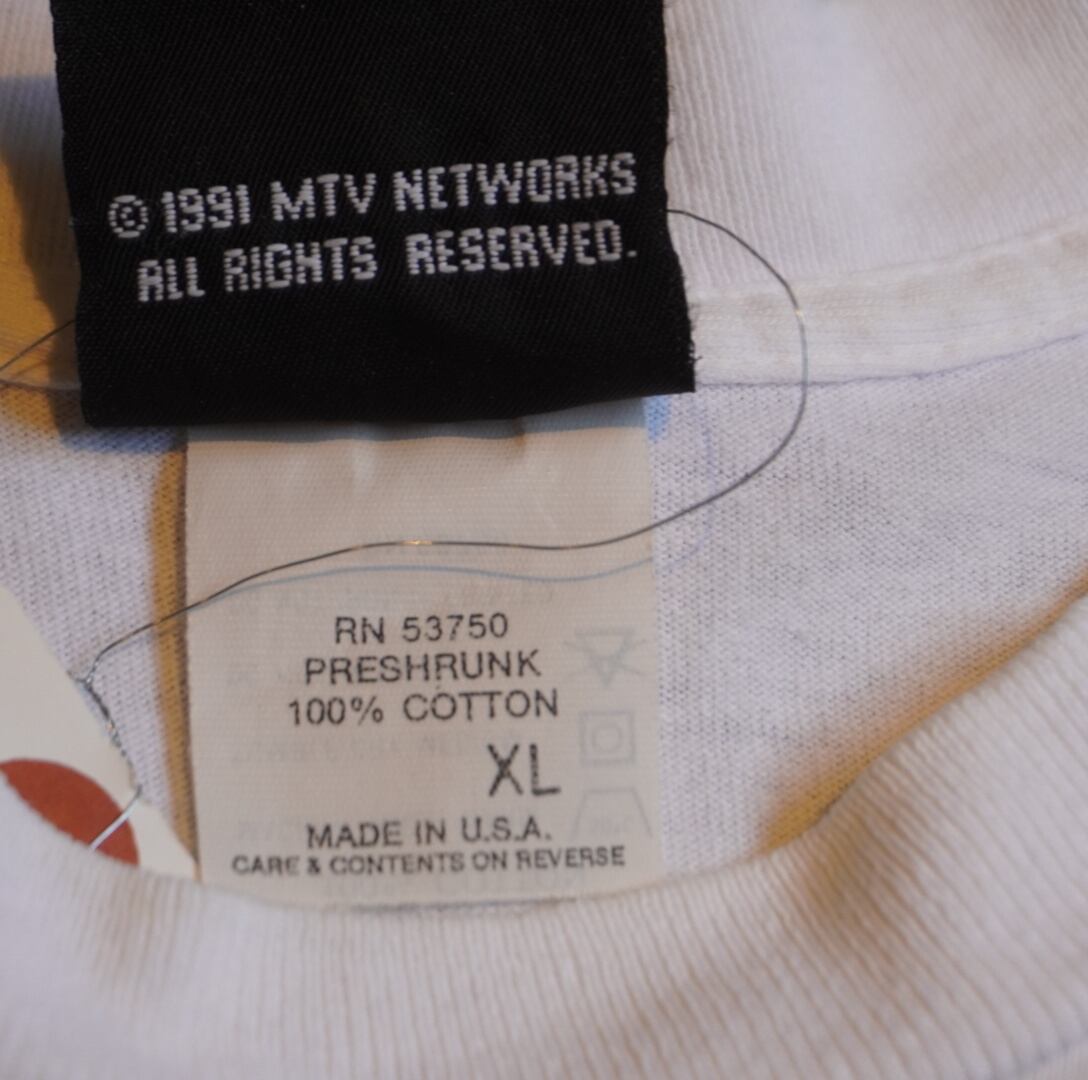 © 1991 MTV NETWORKS
ALL RIGHTS RESERVED.
RN 53750
PRESHRUNK
100% COTTON
XL
MADE IN U.S.A.
CARE & CONTENTS ON REVERSE